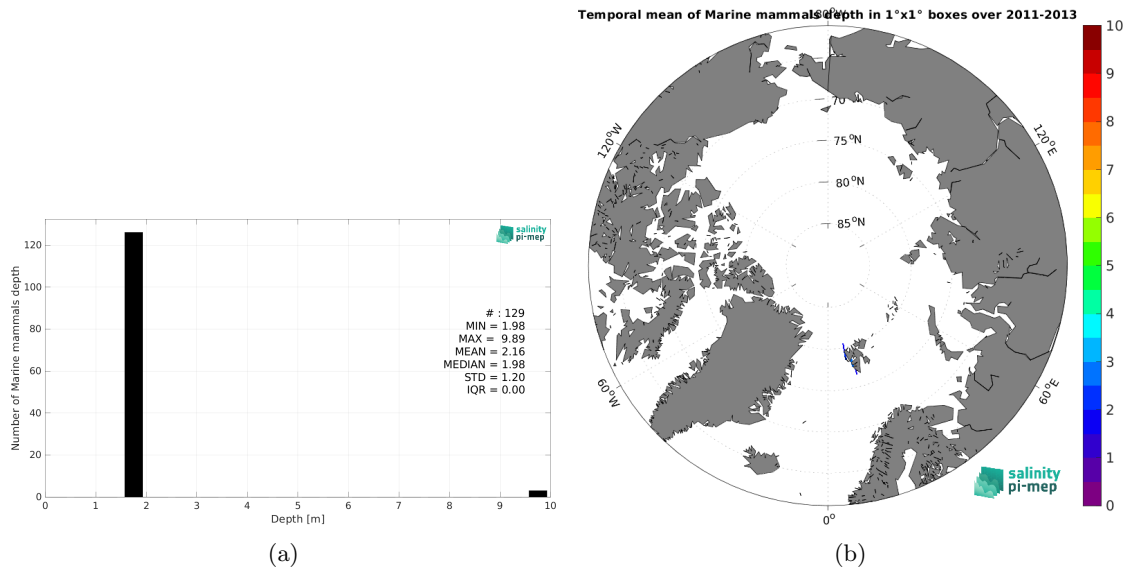 130
Number of Marine mammals depth
120
100
80
60
40
20
0
0 1 2 3 4 5 6 7 8 9 10
Depth [m]
salinity
pi-mep
# : 129
MIN = 1.98
MAX = 9.89
MEAN = 2.16
MEDIAN = 1.98
STD = 1.20
IQR = 0.00
(a)
Temporal mean of Marine mammals depth in 1°x1° boxes over 2011-2013
180°W
70°N
75°N
80°N
85°N
120°W
120°E
60°W
60°E
0°
salinity
pi-mep
10
9
8
7
6
5
4
3
2
1
0
(b)